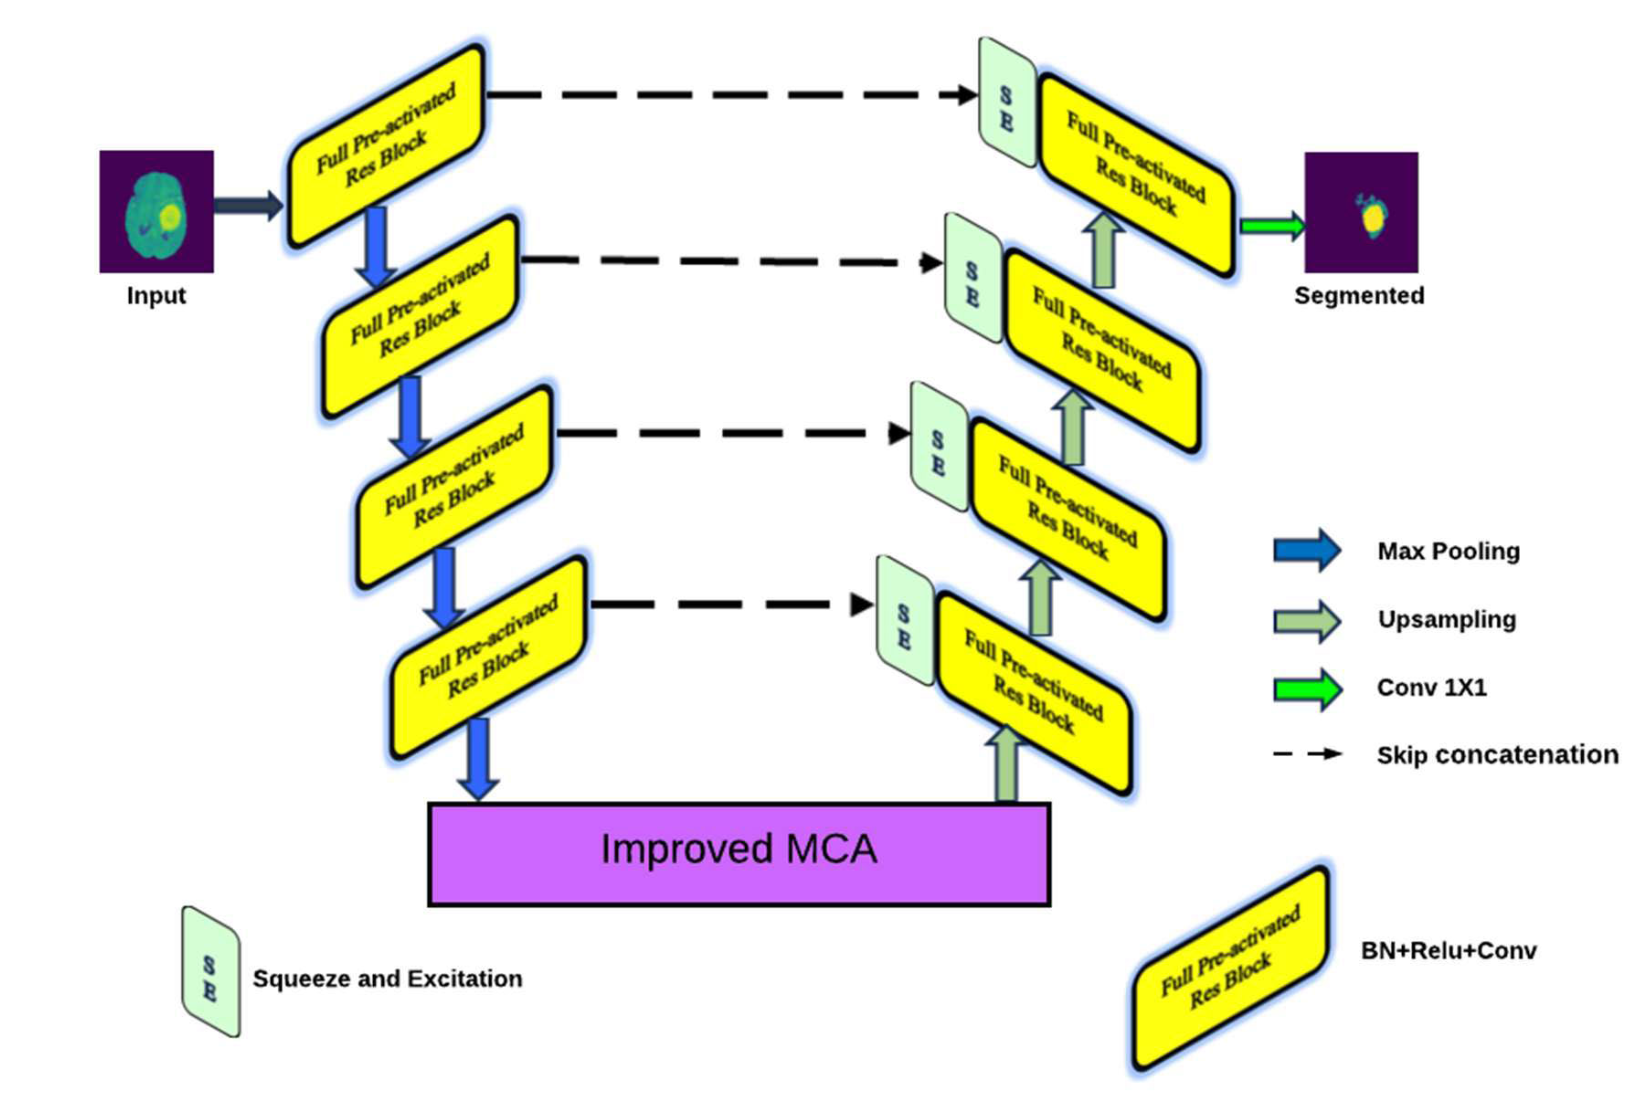 Full Pre-activated
Res Block
S
E
Full Pre-activated
Res Block
Input
Segmented
Full Pre-activated
Res Block
S
E
Full Pre-activated
Res Block
Full Pre-activated
Res Block
S
E
Full Pre-activated
Res Block
Full Pre-activated
Res Block
S
E
Full Pre-activated
Res Block
Max Pooling
Upsampling
Conv 1X1
Skip concatenation
Improved MCA
S
E
Squeeze and Excitation
Full Pre-activated
Res Block
BN+Relu+Conv